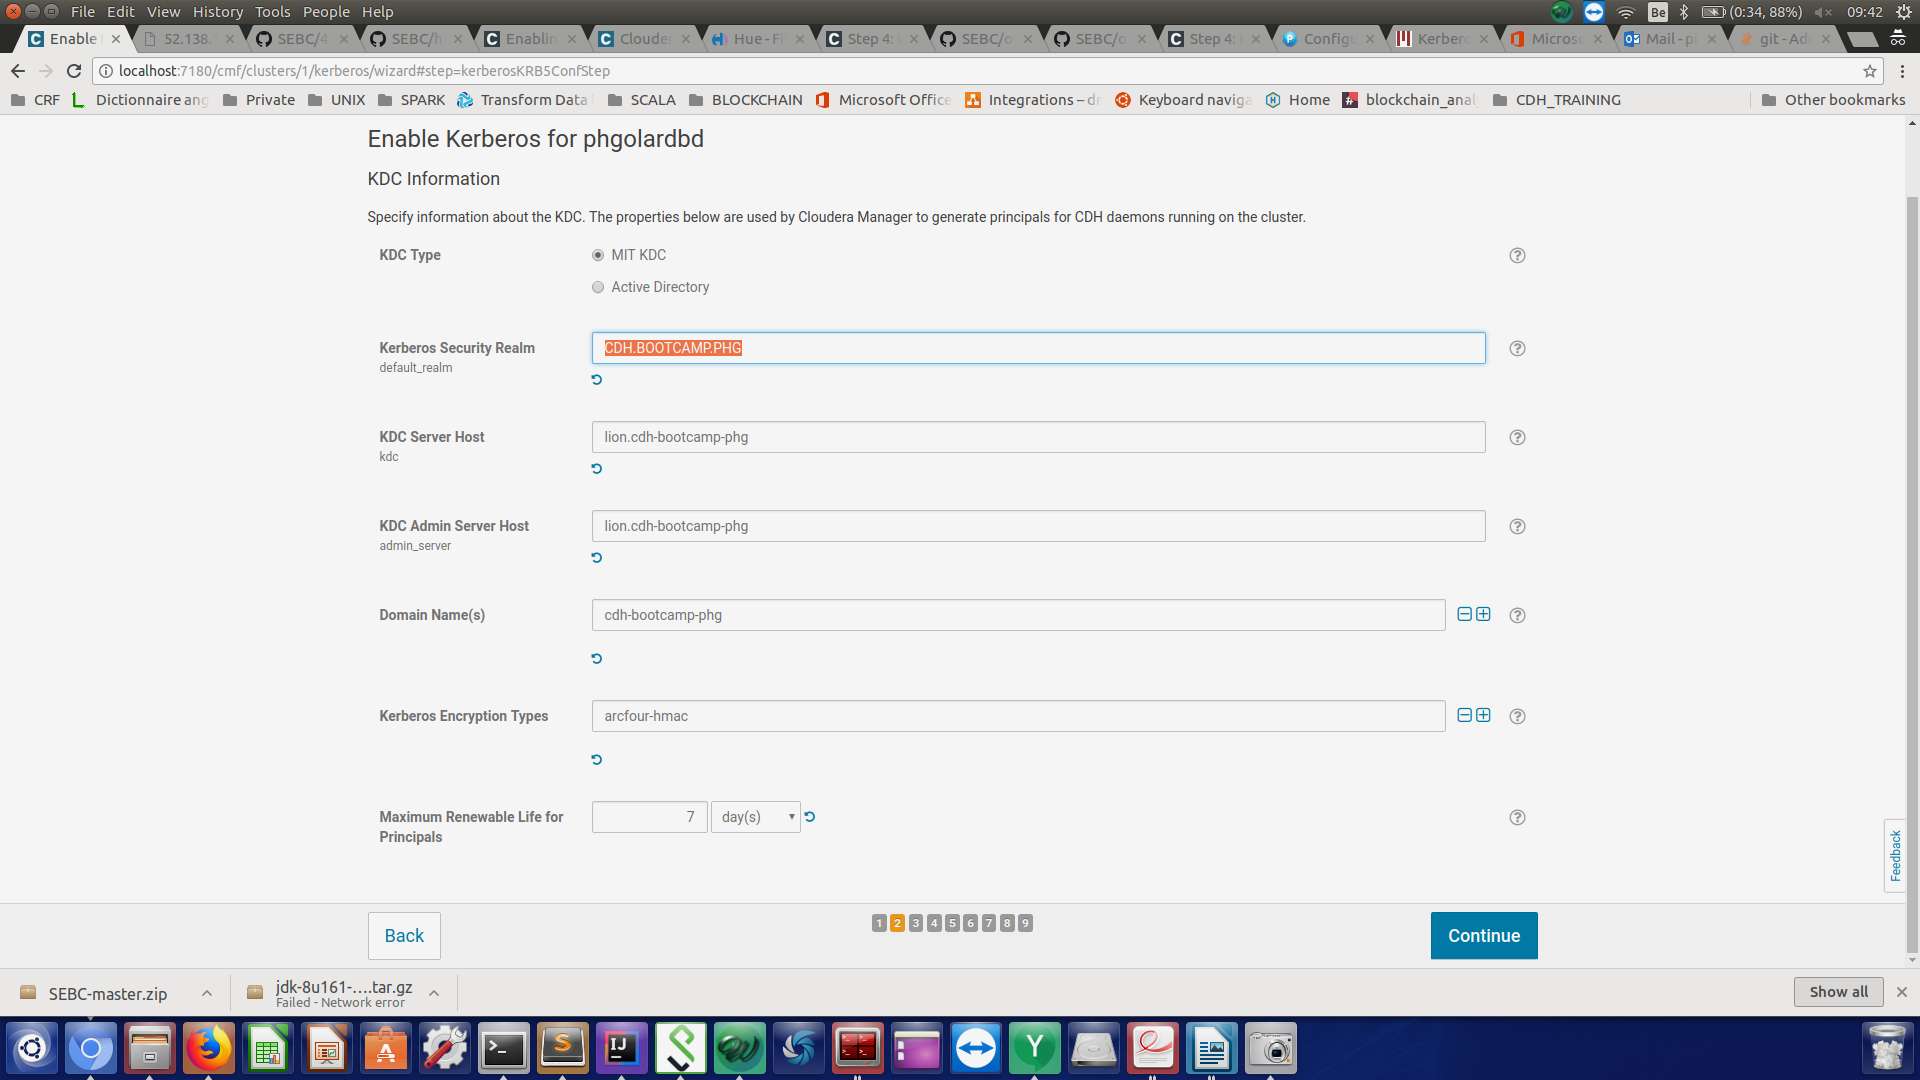 File Edit View History Tools People Help
Be (0:34, 88%) 09:42
Enable 52.138. SEBC/4 SEBC/h Enablin Clouder Hue - Fil Step 4: SEBC/o SEBC/o Step 4: Configu Kerbero Micros Mail - p git - Ad
localhost:7180/cmf/clusters/1/kerberos/wizard#step=kerberosKRB5ConfStep
CRF Dictionnaire ang Private UNIX SPARK Transform Data SCALA BLOCKCHAIN Microsoft Office Integrations – dr Keyboard naviga Home blockchain_anal CDH_TRAINING Other bookmarks
Enable Kerberos for phgolardbd
KDC Information
Specify information about the KDC. The properties below are used by Cloudera Manager to generate principals for CDH daemons running on the cluster.
KDC Type MIT KDC
Active Directory
Kerberos Security Realm CDH.BOOTCAMP.PHG
default_realm
KDC Server Host lion.cdh-bootcamp-phg
kdc
KDC Admin Server Host lion.cdh-bootcamp-phg
admin_server
Domain Name(s) cdh-bootcamp-phg
Kerberos Encryption Types arcfour-hmac
Maximum Renewable Life for 7 day(s)
Principals
Feedback
Back 1 2 3 4 5 6 7 8 9 Continue
SEBC-master.zip jdk-8u161-....tar.gz Show all
Failed - Network error